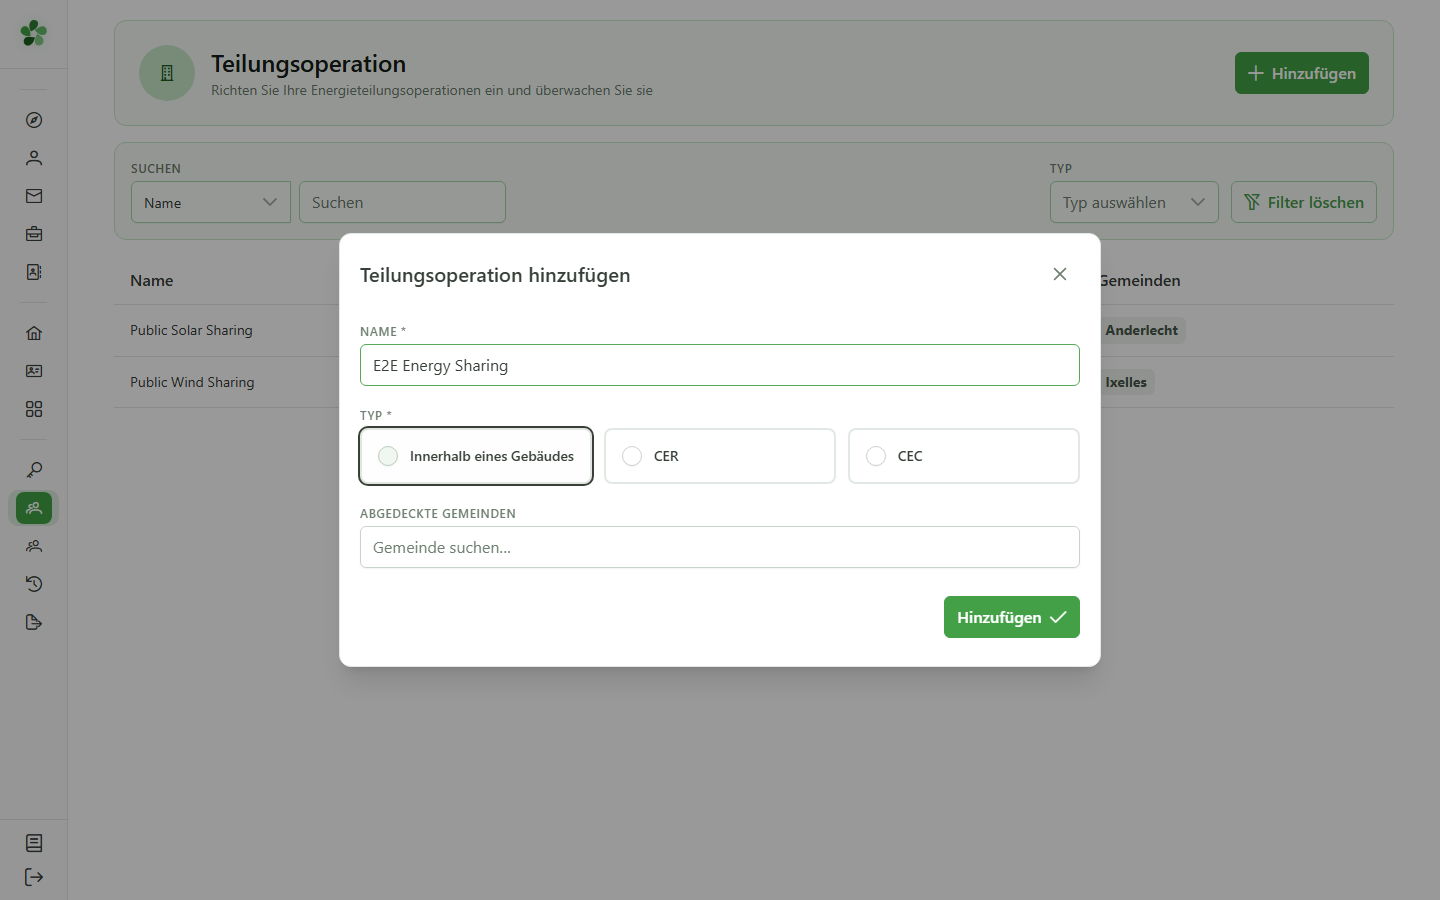 Teilungsoperation
Richten Sie Ihre Energieteilungsoperationen ein und überwachen Sie sie
Hinzufügen
SUCHEN
TYP
Name
Suchen
Typ auswählen
Filter löschen
Name
Gemeinden
Public Solar Sharing
Anderlecht
Public Wind Sharing
Ixelles
Teilungsoperation hinzufügen
NAME *
E2E Energy Sharing
TYP *
Innerhalb eines Gebäudes
CER
CEC
ABGEDECKTE GEMEINDEN
Gemeinde suchen...
Hinzufügen